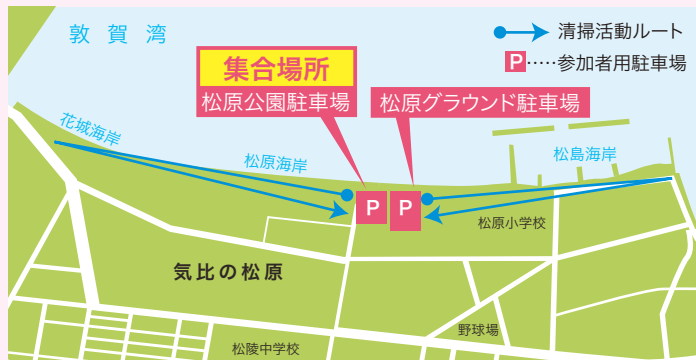 敦賀湾
清掃活動ルート
P……参加者用駐車場
集合場所
松原公園駐車場
松原グラウンド駐車場
花城海岸
松原海岸
松島海岸
P
P
松原小学校
気比の松原
野球場
松陵中学校